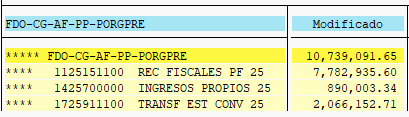 FDO-CG-AF-PP-PORGPRE Modificado
***** FDO-CG-AF-PP-PORGPRE 10,739,091.65
**** 1125151100 REC FISCALES PF 25 7,782,935.60
**** 1425700000 INGRESOS PROPIOS 25 890,003.34
**** 1725911100 TRANSF EST CONV 25 2,066,152.71